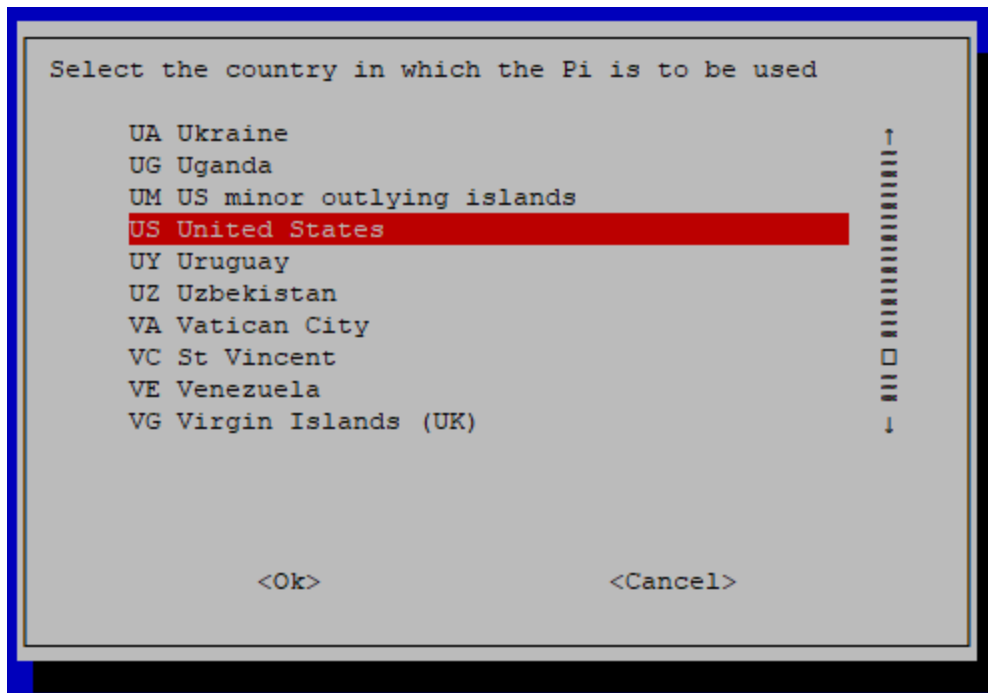 Select the country in which the Pi is to be used
UA Ukraine
UG Uganda
UM US minor outlying islands
US United States
UY Uruguay
UZ Uzbekistan
VA Vatican City
VC St Vincent
VE Venezuela
VG Virgin Islands (UK)
<Ok> <Cancel>